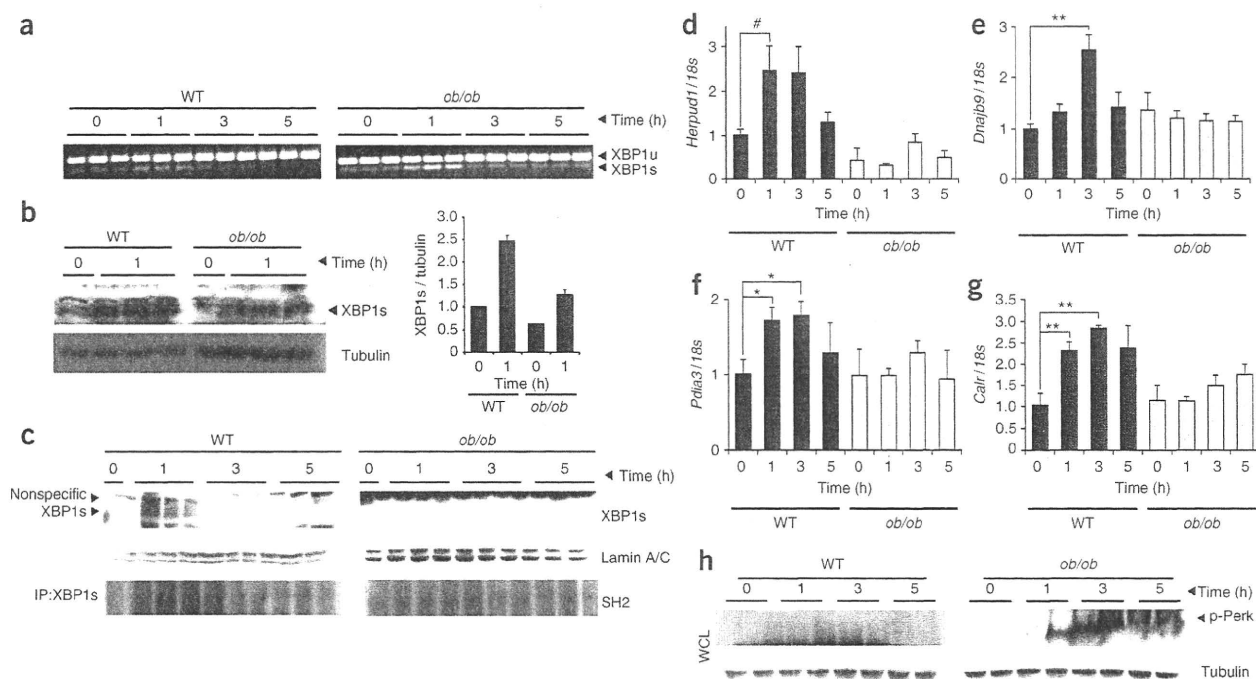 a
WT
ob/ob
0 1 3 5
0 1 3 5
◄ Time (h)
◄ XBP1u
◄ XBP1s
b
WT
ob/ob
0 1
0 1
◄ Time (h)
◄ XBP1s
Tubulin
XBP1s / tubulin
2.5
2.0
1.5
1.0
0.5
0
0 1 0 1
Time (h)
WT
ob/ob
c
WT
ob/ob
0 1 3 5
0 1 3 5
◄ Time (h)
Nonspecific ►
XBP1s ►
XBP1s
Lamin A/C
IP:XBP1s
SH2
d
#
Herpud1/18s
3
2
1
0
0 1 3 5 0 1 3 5
Time (h)
WT
ob/ob
e
**
Dnajb9/18s
3
2
1
0
0 1 3 5 0 1 3 5
Time (h)
WT
ob/ob
f
*
*
Pdia3/18s
2
1
0
0 1 3 5 0 1 3 5
Time (h)
WT
ob/ob
g
**
**
Calr/18s
3.5
3.0
2.5
2.0
1.5
1.0
0.5
0
0 1 3 5 0 1 3 5
Time (h)
WT
ob/ob
h
WT
ob/ob
0 1 3 5
0 1 3 5
◄ Time (h)
◄ p-Perk
WCL
Tubulin